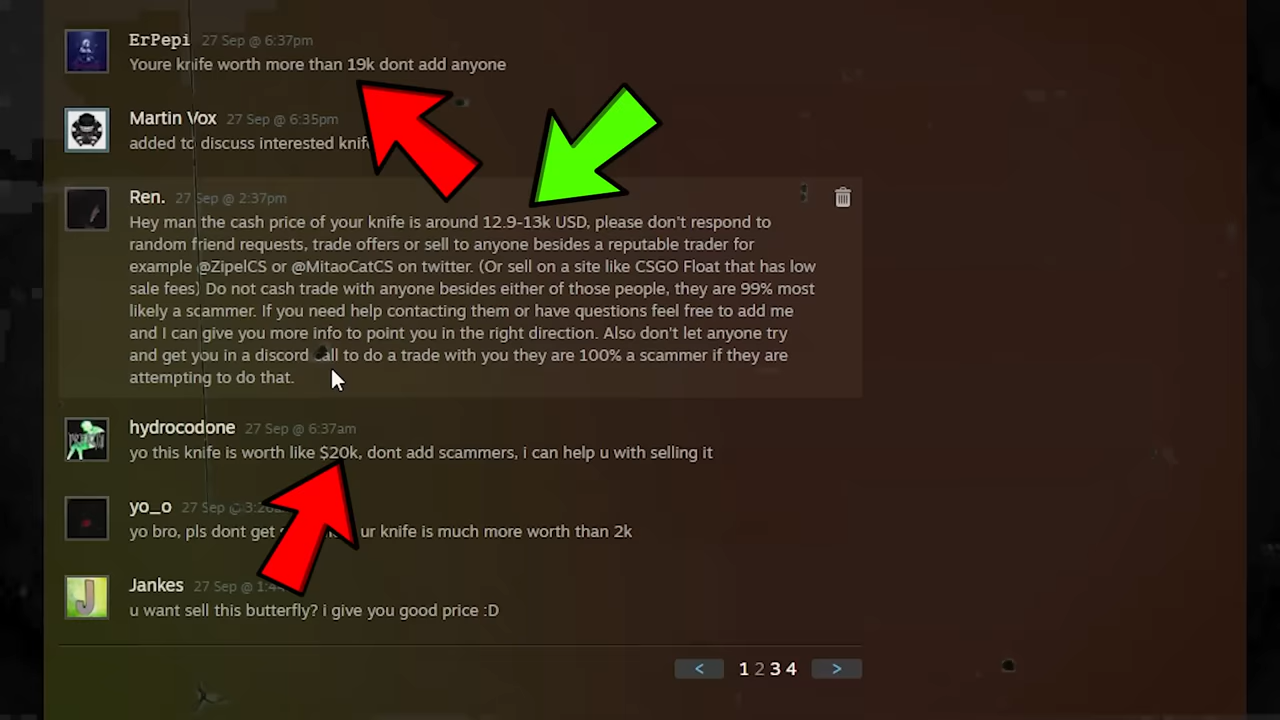 ErPepi 27 Sep @ 6:37pm
Youre knife worth more than 19k dont add anyone
Martin Vox 27 Sep @ 6:35pm
added to discuss interested knife
Ren. 27 Sep @ 2:37pm
Hey man the cash price of your knife is around 12.9-13k USD, please don't respond to
random friend requests, trade offers or sell to anyone besides a reputable trader for
example @ZipelCS or @MitaoCatCS on twitter. (Or sell on a site like CSGO Float that has low
sale fees) Do not cash trade with anyone besides either of those people, they are 99% most
likely a scammer. If you need help contacting them or have questions feel free to add me
and I can give you more info to point you in the right direction. Also don't let anyone try
and get you in a discord call to do a trade with you they are 100% a scammer if they are
attempting to do that.
hydrocodone 27 Sep @ 6:37am
yo this knife is worth like $20k, dont add scammers, i can help u with selling it
yo_o 27 Sep @
yo bro, pls dont get ur knife is much more worth than 2k
Jankes 27 Sep @
u want sell this butterfly? i give you good price :D
< 1 2 3 4 >